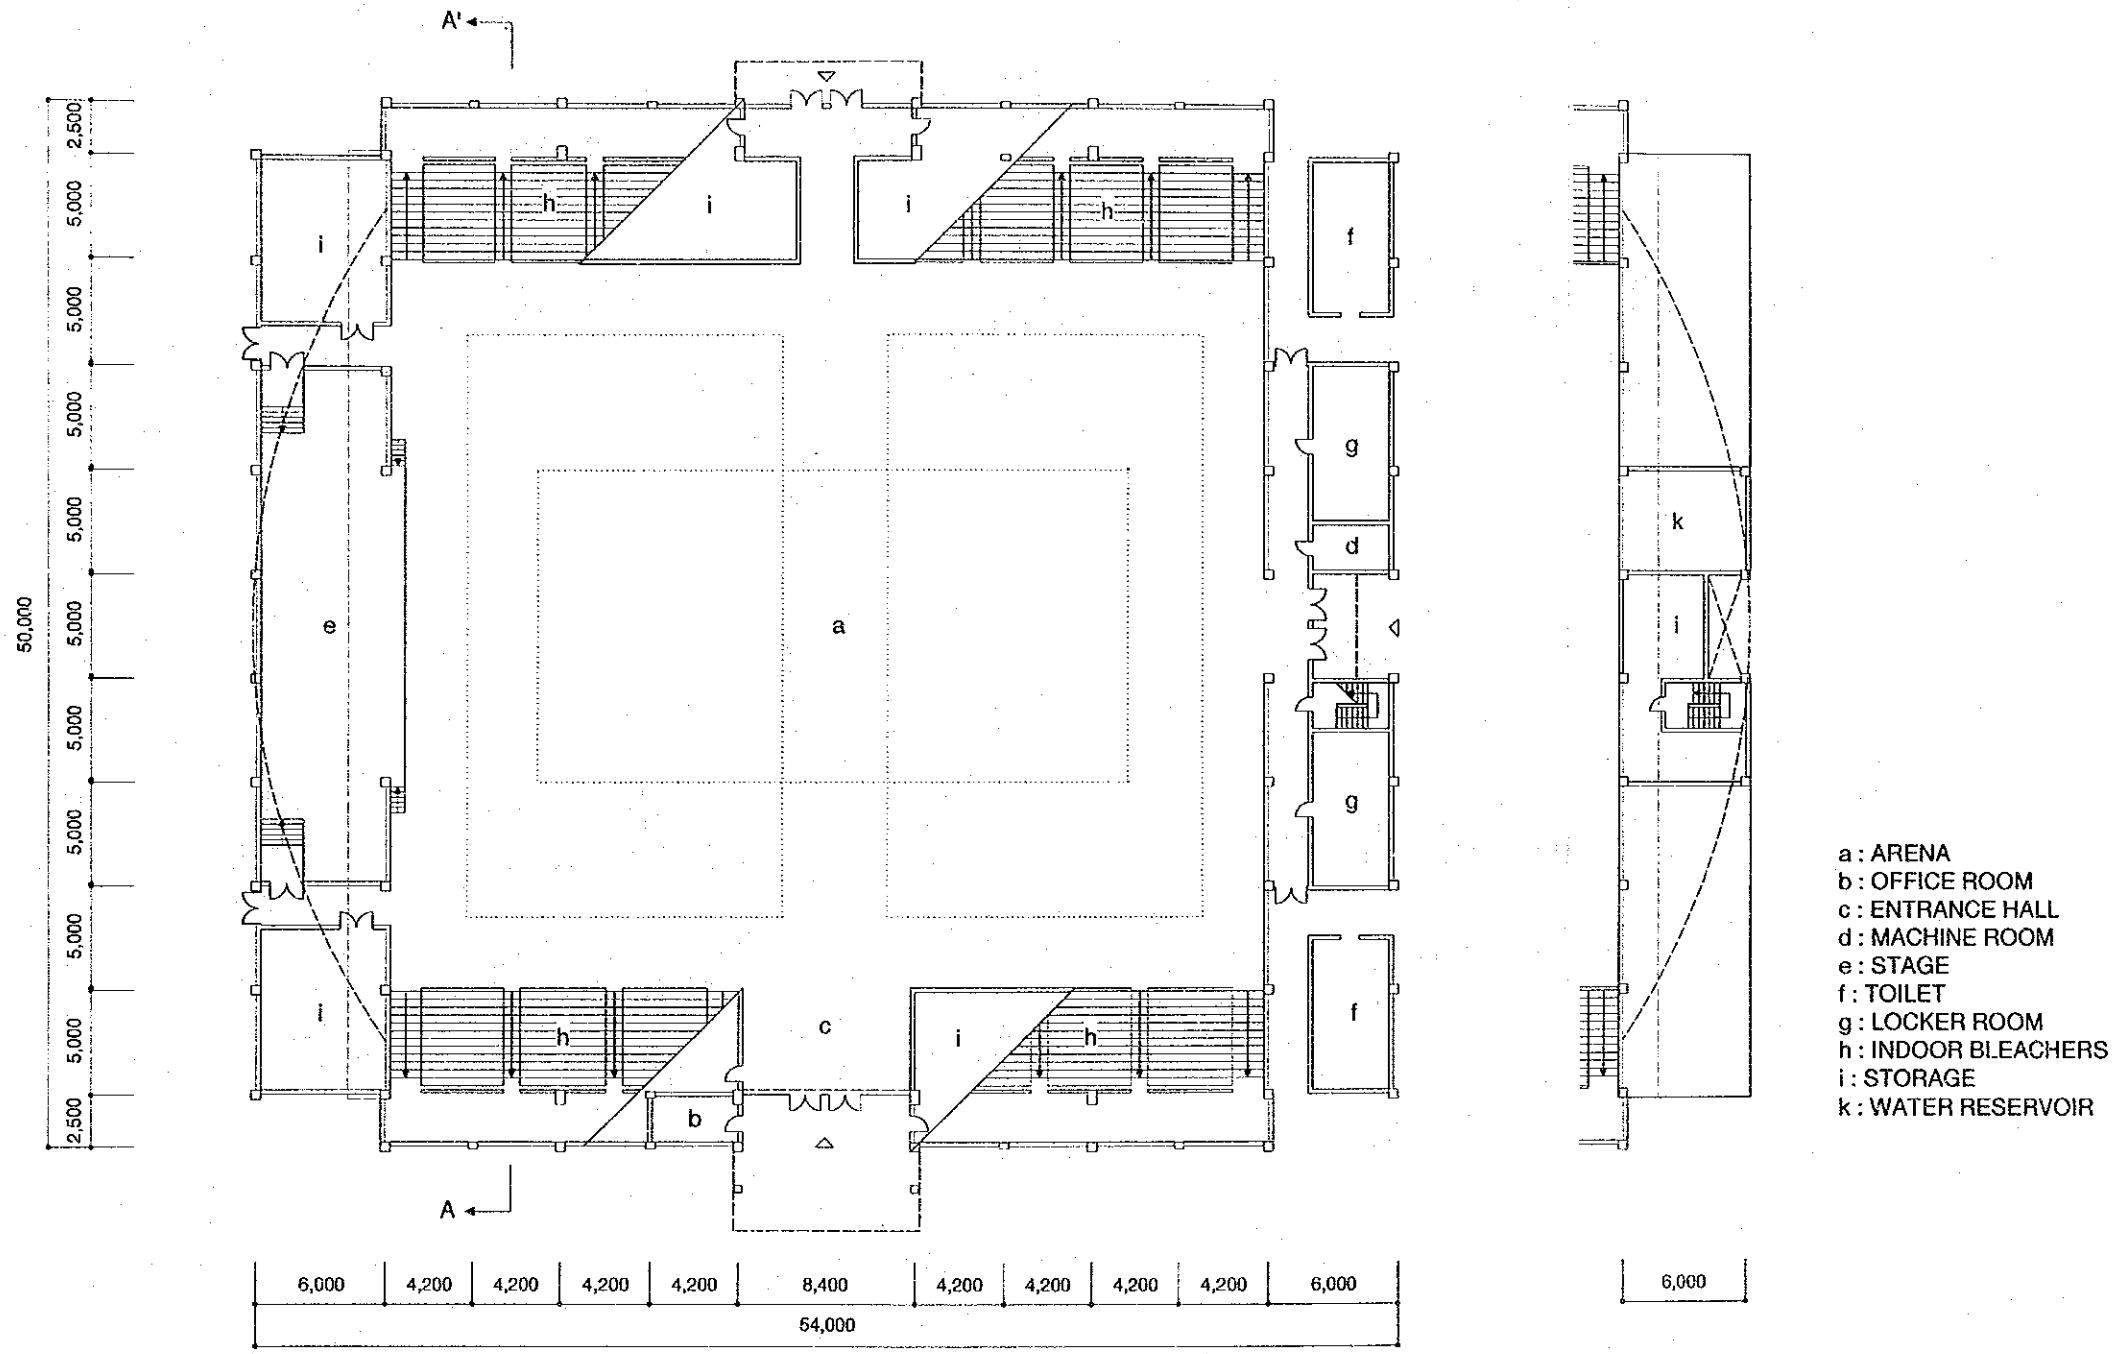 A'
2,500
5,000
5,000
5,000
5,000
5,000
5,000
5,000
5,000
5,000
2,500
50,000
i
h
i
i
h
f
g
d
e
a
g
i
h
c
i
h
f
b
A
k
i
6,000
4,200
4,200
4,200
4,200
8,400
4,200
4,200
4,200
4,200
6,000
54,000
6,000
a : ARENA
b : OFFICE ROOM
c : ENTRANCE HALL
d : MACHINE ROOM
e : STAGE
f : TOILET
g : LOCKER ROOM
h : INDOOR BLEACHERS
i : STORAGE
k : WATER RESERVOIR